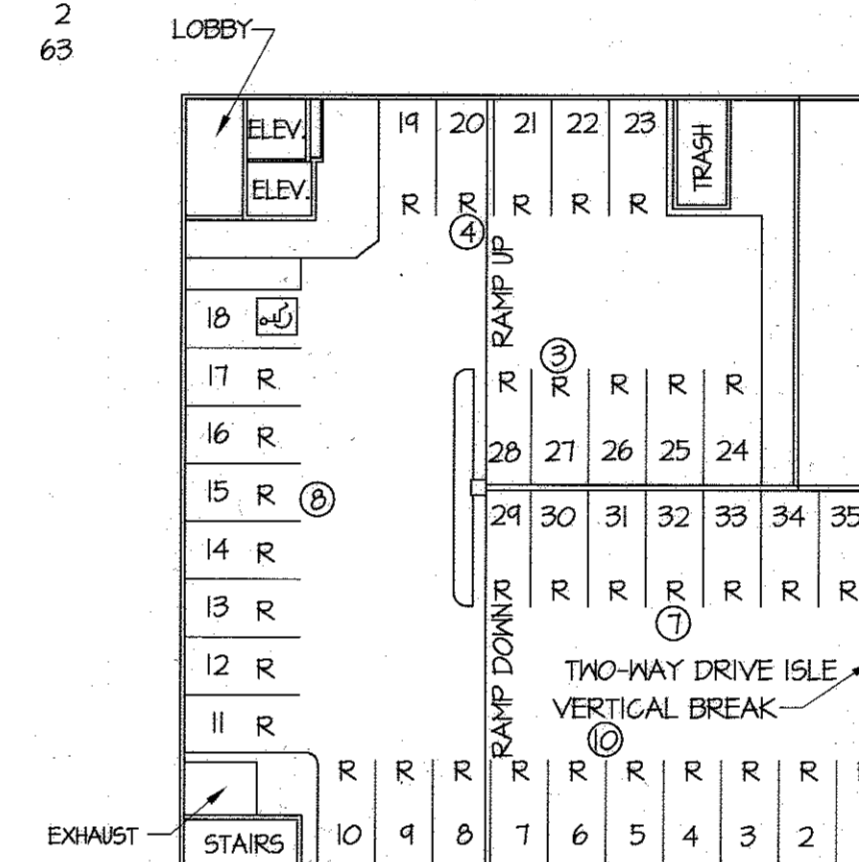 2
63
LOBBY
ELEV.
ELEV.
19 20 21 22 23
TRASH
R R R R R
4
RAMP UP
18
3
17 R
R R R R R
16 R
28 27 26 25 24
15 R
8
29 30 31 32 33 34 35
14 R
R R R R R R R
13 R
7
RAMP DOWN
12 R
TWO-WAY DRIVE ISLE
VERTICAL BREAK
11 R
10
R R R R R R R R R
EXHAUST
STAIRS
10 9 8 7 6 5 4 3 2